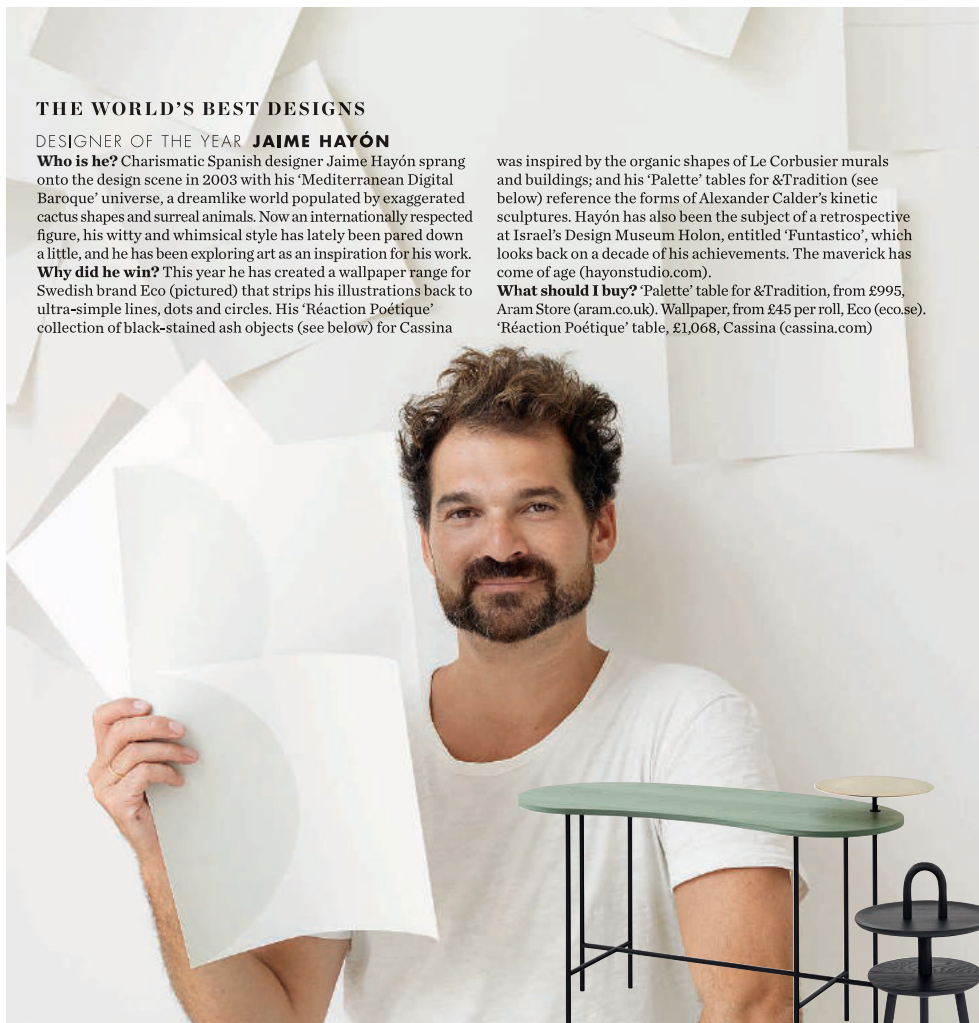 THE WORLD'S BEST DESIGNS
DESIGNER OF THE YEAR JAIME HAYÓN
Who is he? Charismatic Spanish designer Jaime Hayón sprang
onto the design scene in 2003 with his ‘Mediterranean Digital
Baroque’ universe, a dreamlike world populated by exaggerated
cactus shapes and surreal animals. Now an internationally respected
figure, his witty and whimsical style has lately been pared down
a little, and he has been exploring art as an inspiration for his work.
Why did he win? This year he has created a wallpaper range for
Swedish brand Eco (pictured) that strips his illustrations back to
ultra-simple lines, dots and circles. His ‘Réaction Poétique’
collection of black-stained ash objects (see below) for Cassina
was inspired by the organic shapes of Le Corbusier murals
and buildings; and his ‘Palette’ tables for &Tradition (see
below) reference the forms of Alexander Calder’s kinetic
sculptures. Hayón has also been the subject of a retrospective
at Israel’s Design Museum Holon, entitled ‘Funtastico’, which
looks back on a decade of his achievements. The maverick has
come of age (hayonstudio.com).
What should I buy? ‘Palette’ table for &Tradition, from £995,
Aram Store (aram.co.uk). Wallpaper, from £45 per roll, Eco (eco.se).
‘Réaction Poétique’ table, £1,068, Cassina (cassina.com)